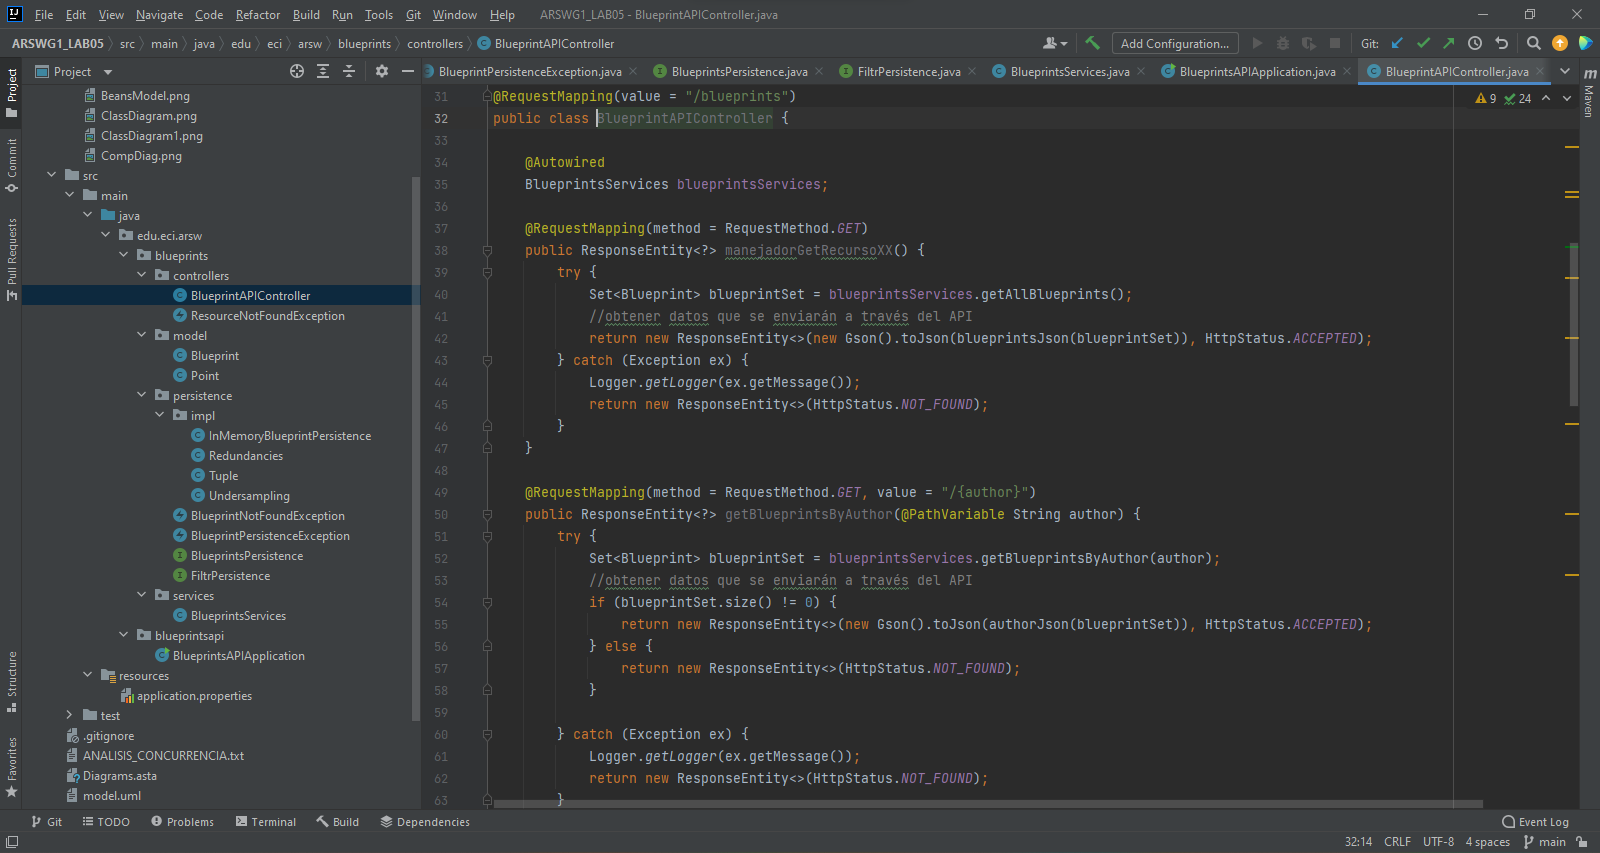 File Edit View Navigate Code Refactor Build Run Tools Git Window Help ARSWG1_LAB05 - BlueprintAPIController.java
ARSWG1_LAB05 src main java edu eci arsw blueprints controllers BlueprintAPIController Add Configuration... Git:
Project BlueprintPersistenceException.java BlueprintsPersistence.java FiltrPersistence.java BlueprintsServices.java BlueprintsAPIApplication.java BlueprintAPIController.java
Project
Commit
Pull Requests
Structure
Favorites
BeansModel.png
ClassDiagram.png
ClassDiagram1.png
CompDiag.png
src
main
java
edu.eci.arsw
blueprints
controllers
BlueprintAPIController
ResourceNotFoundException
model
Blueprint
Point
persistence
impl
InMemoryBlueprintPersistence
Redundancies
Tuple
Undersampling
BlueprintNotFoundException
BlueprintPersistenceException
BlueprintsPersistence
FiltrPersistence
services
BlueprintsServices
blueprintsapi
BlueprintsAPIApplication
resources
application.properties
test
.gitignore
ANALISIS_CONCURRENCIA.txt
Diagrams.asta
model.uml
9 24
Maven
31 @RequestMapping(value = "/blueprints")
32 public class BlueprintAPIController {
33
34 @Autowired
35 BlueprintsServices blueprintsServices;
36
37 @RequestMapping(method = RequestMethod.GET)
38 public ResponseEntity<?> manejadorGetRecursoXX() {
39 try {
40 Set<Blueprint> blueprintSet = blueprintsServices.getAllBlueprints();
41 //obtener datos que se enviarán a través del API
42 return new ResponseEntity<>(new Gson().toJson(blueprintsJson(blueprintSet)), HttpStatus.ACCEPTED);
43 } catch (Exception ex) {
44 Logger.getLogger(ex.getMessage());
45 return new ResponseEntity<>(HttpStatus.NOT_FOUND);
46 }
47 }
48
49 @RequestMapping(method = RequestMethod.GET, value = "/{author}")
50 public ResponseEntity<?> getBlueprintsByAuthor(@PathVariable String author) {
51 try {
52 Set<Blueprint> blueprintSet = blueprintsServices.getBlueprintsByAuthor(author);
53 //obtener datos que se enviarán a través del API
54 if (blueprintSet.size() != 0) {
55 return new ResponseEntity<>(new Gson().toJson(authorJson(blueprintSet)), HttpStatus.ACCEPTED);
56 } else {
57 return new ResponseEntity<>(HttpStatus.NOT_FOUND);
58 }
59
60 } catch (Exception ex) {
61 Logger.getLogger(ex.getMessage());
62 return new ResponseEntity<>(HttpStatus.NOT_FOUND);
63 }
Git TODO Problems Terminal Build Dependencies Event Log
32:14 CRLF UTF-8 4 spaces main